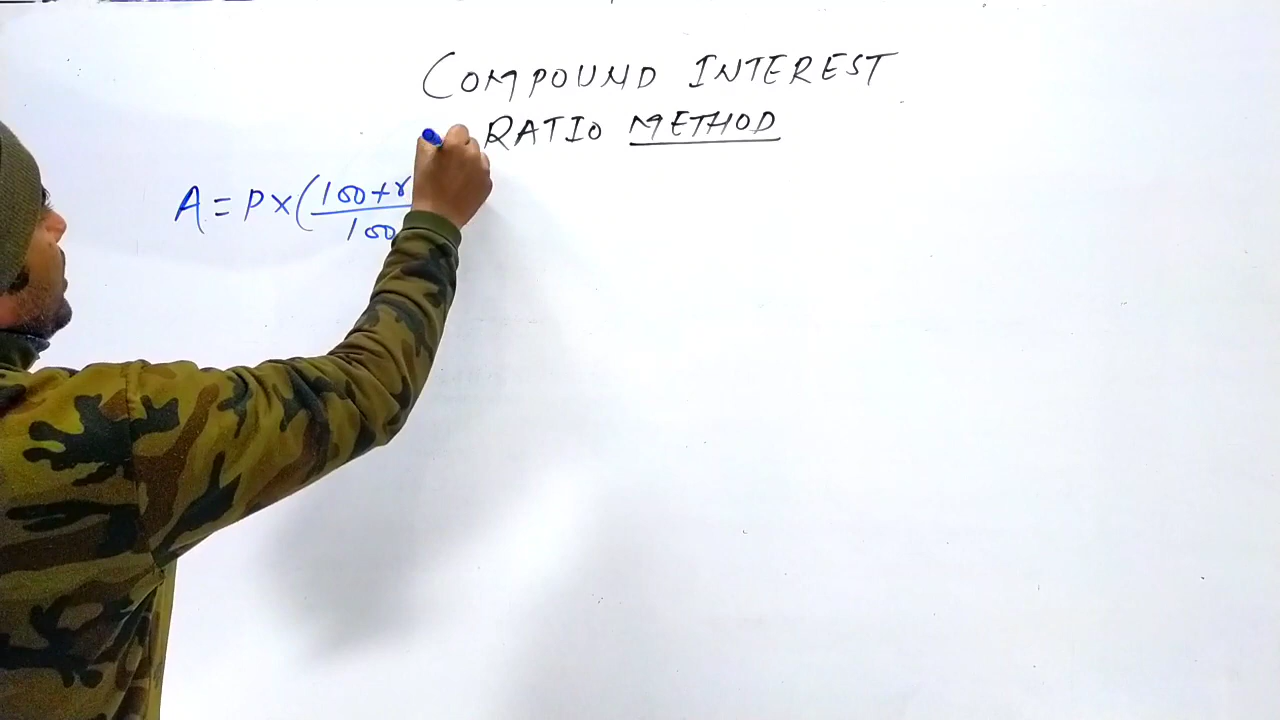 COMPOUND INTEREST
RATIO METHOD
A = P × (100 + r
100